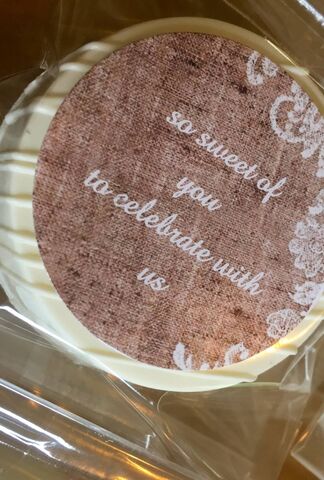 so sweet of
you
to celebrate with
us